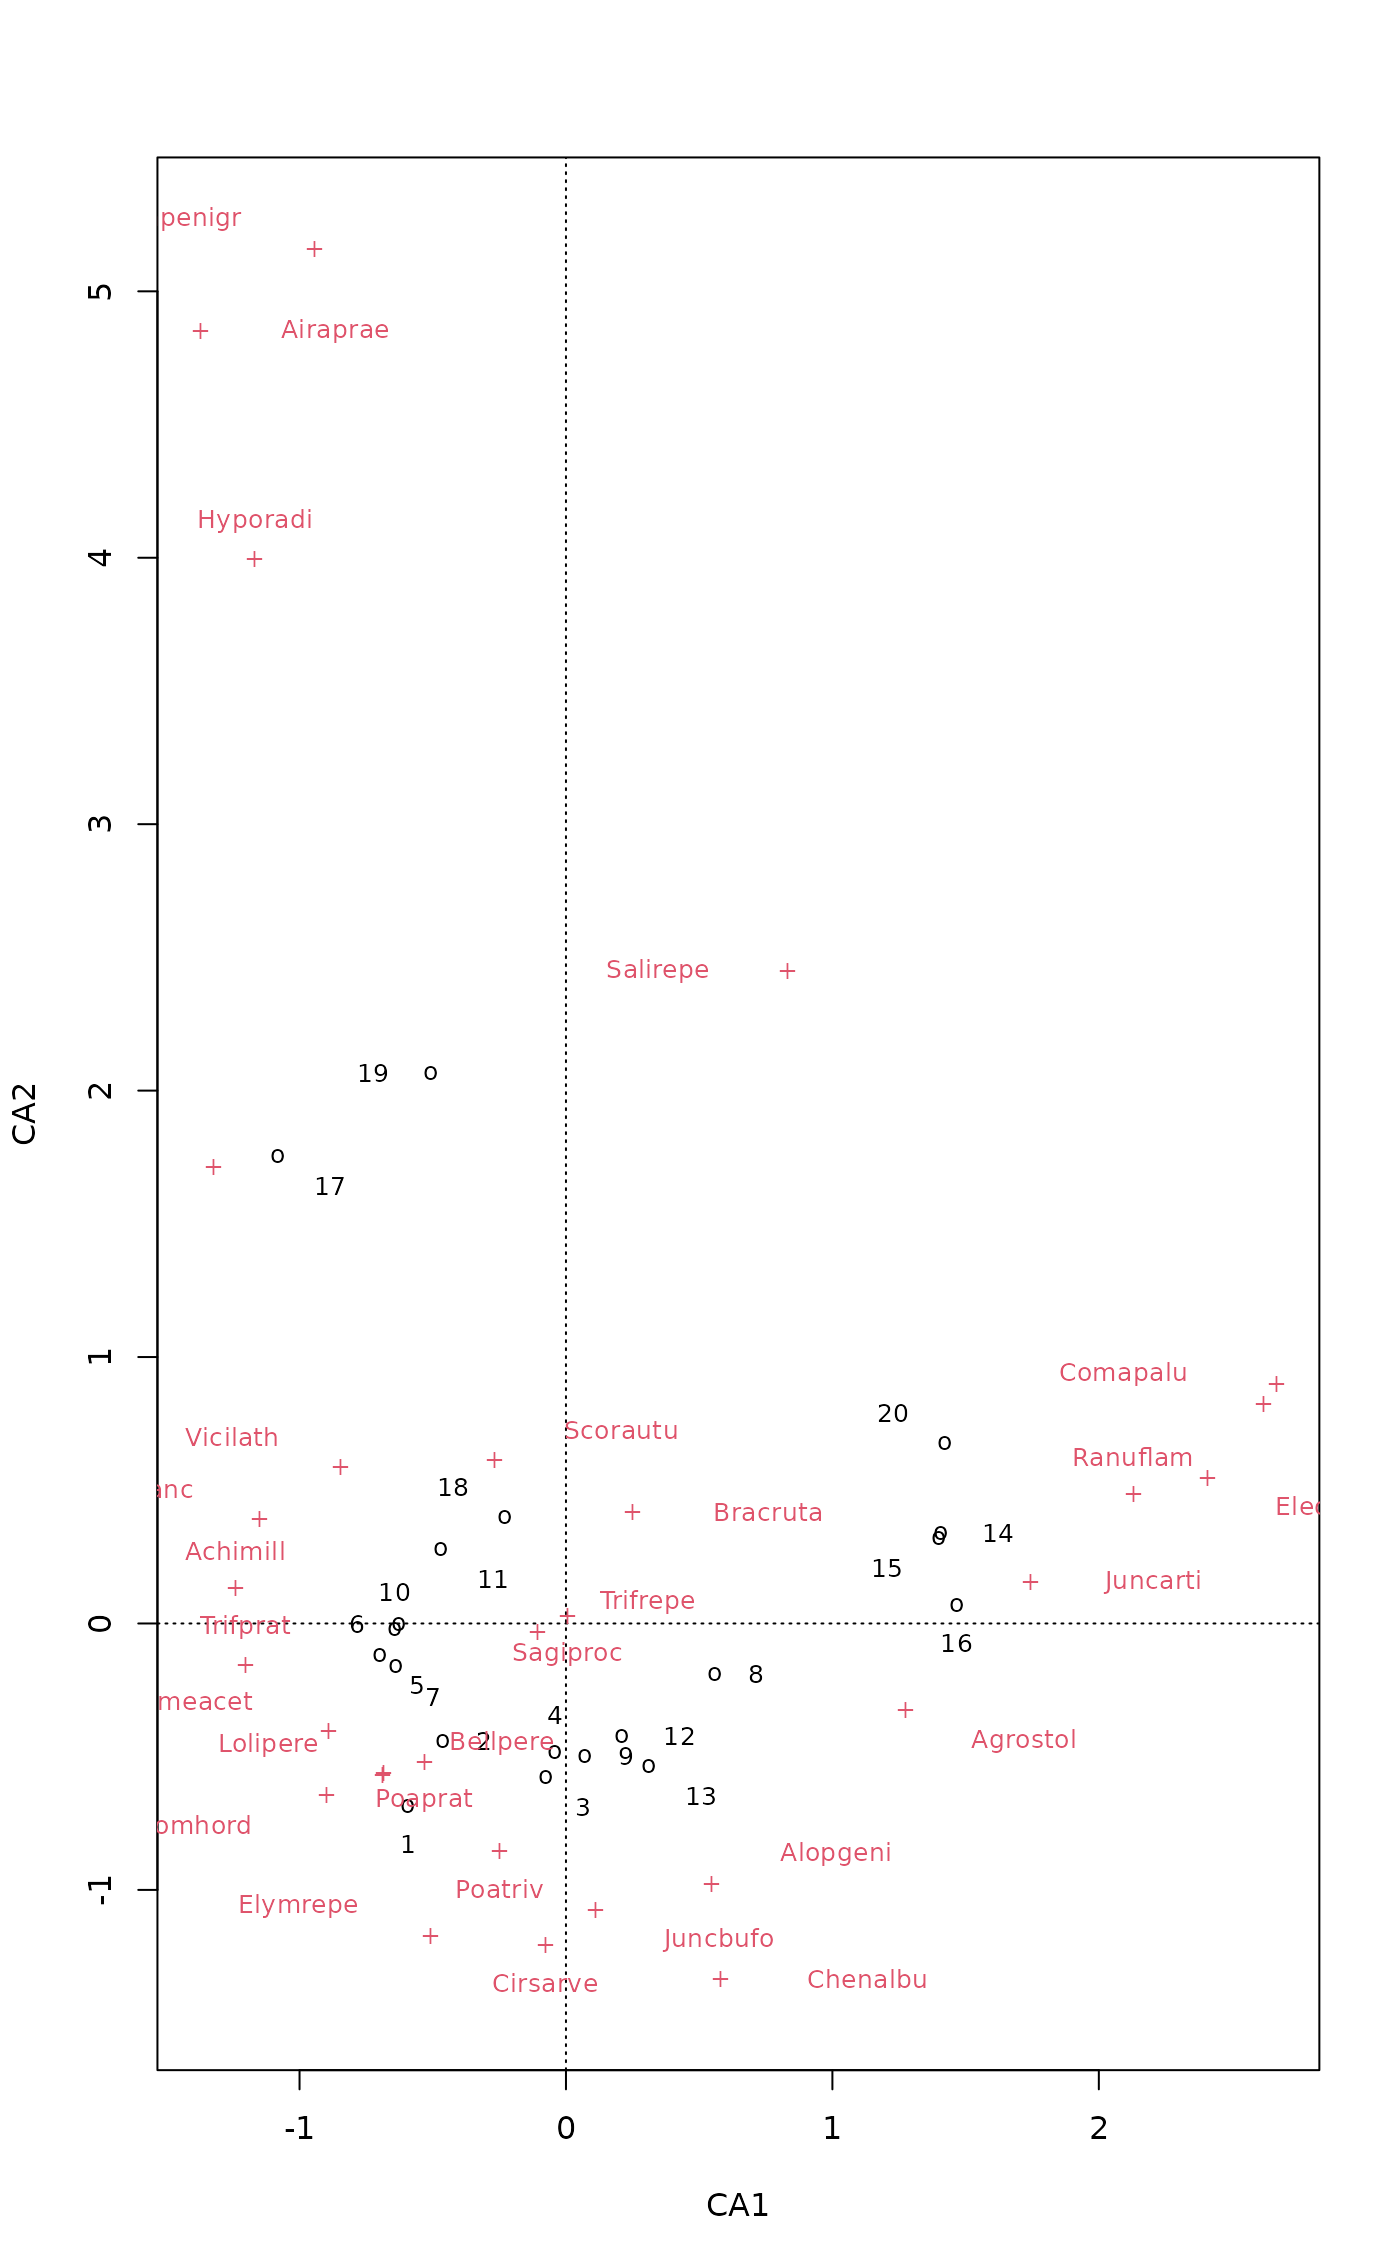 penigr
5
Airaprae
Hyporadi
4
3
Salirepe
19
2
CA2
17
1
Comapalu
20
Scorautu
Vicilath
Ranuflam
18
anc
Elec
Bracruta
14
Achimill
15
11
Juncarti
10
Trifrepe
0
6
Trifprat
16
Sagiproc
8
5
7
meacet
4
12
Lolipere
2
Bellpere
9
13
Poaprat
3
omhord
1
Alopgeni
-1
Poatriv
Elymrepe
Juncbufo
Chenalbu
Cirsarve
-1 0 1 2
CA1